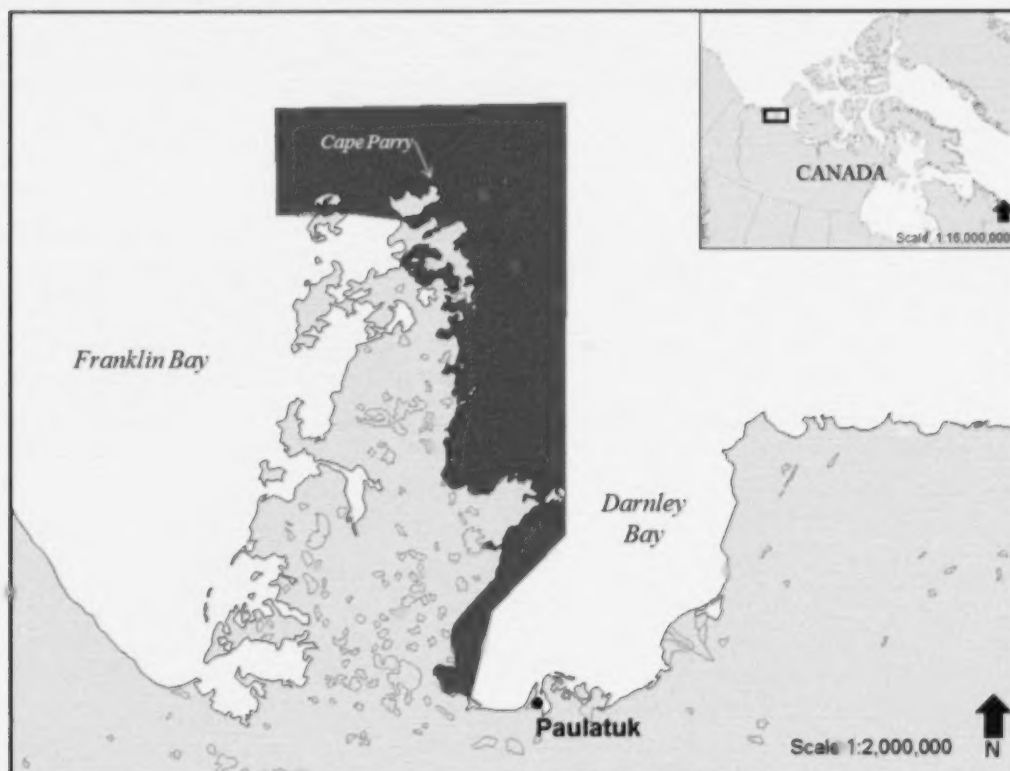 Cape Parry
CANADA
Scale 1:16,000,000
Franklin Bay
Darnley
Bay
Paulatuk
Scale 1:2,000,000
N